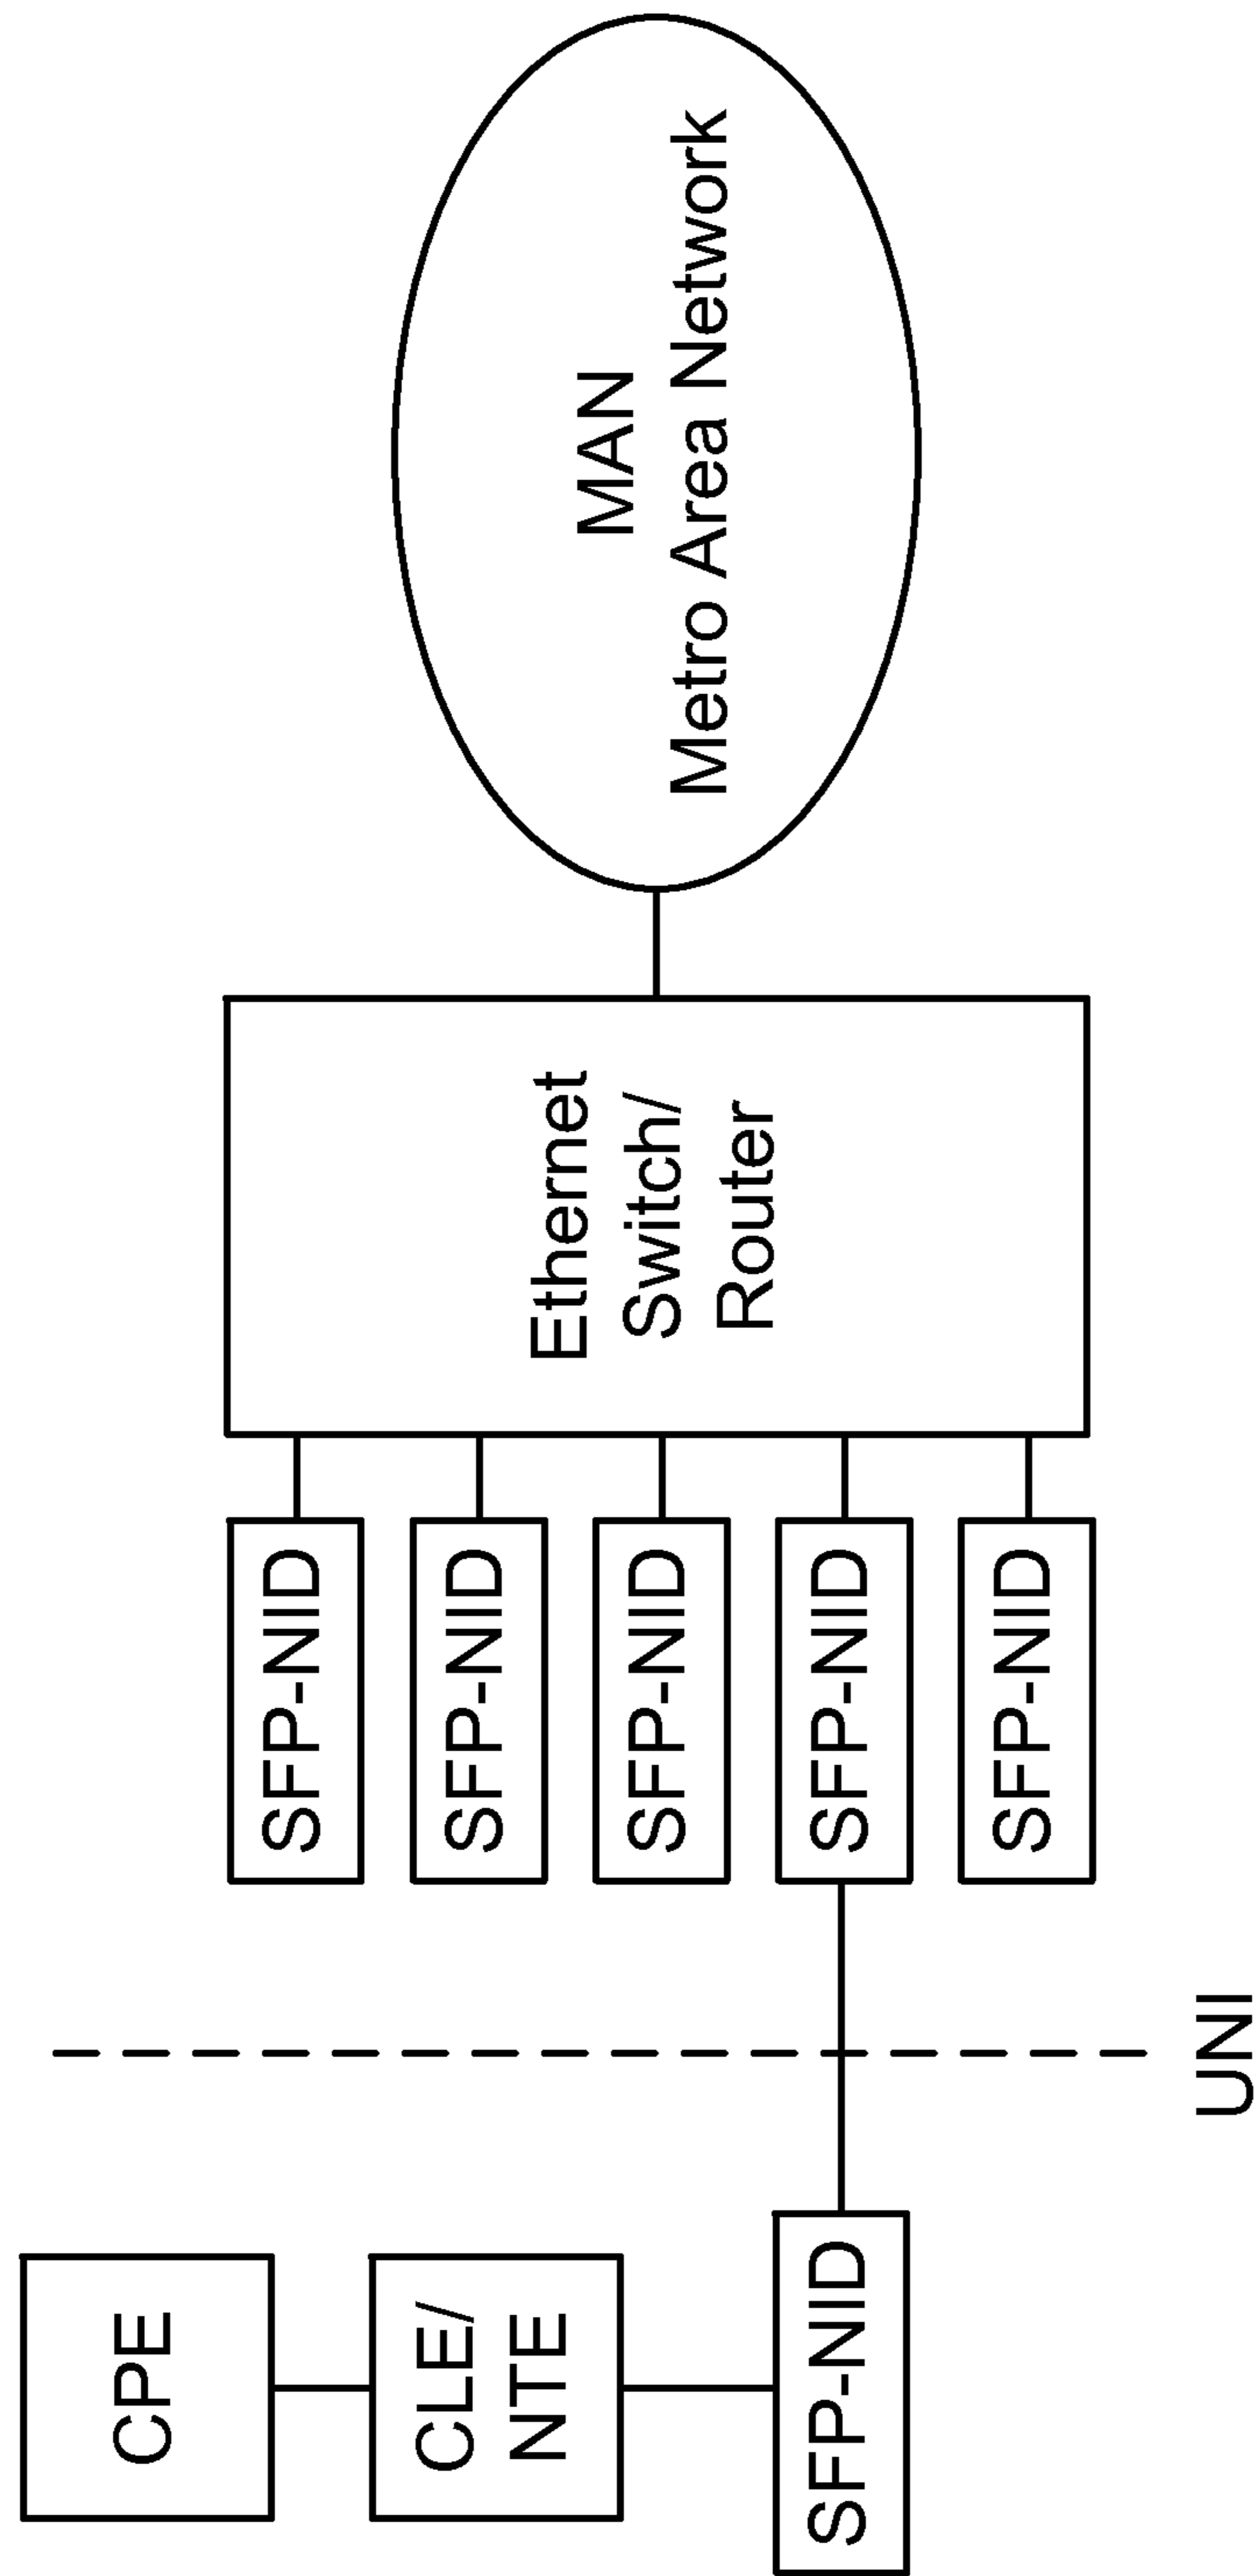 CPE
CLE/
NTE
SFP-NID
UNI
SFP-NID
SFP-NID
SFP-NID
SFP-NID
SFP-NID
Ethernet
Switch/
Router
MAN
Metro Area Network